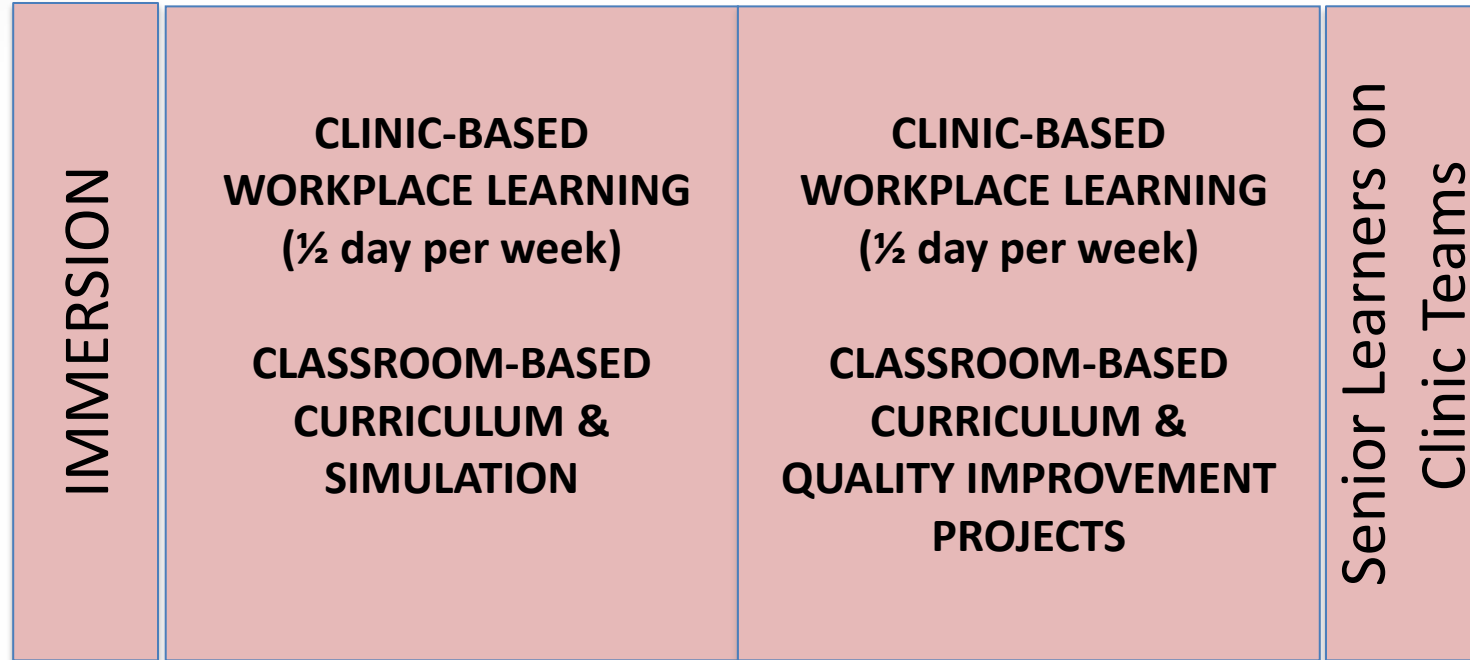 IMMERSION
CLINIC-BASED
WORKPLACE LEARNING
(½ day per week)
CLASSROOM-BASED
CURRICULUM &
SIMULATION
CLINIC-BASED
WORKPLACE LEARNING
(½ day per week)
CLASSROOM-BASED
CURRICULUM &
QUALITY IMPROVEMENT
PROJECTS
Senior Learners on
Clinic Teams